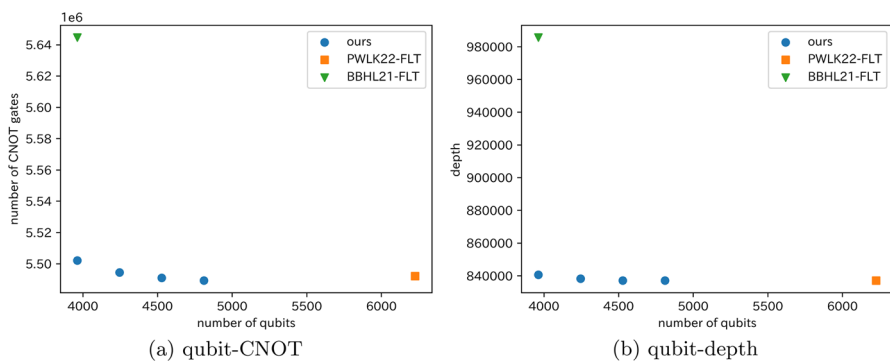 1e6
ours
PWLK22-FLT
BBHL21-FLT
5.64
5.62
5.60
5.58
5.56
5.54
5.52
5.50
number of CNOT gates
4000 4500 5000 5500 6000
number of qubits
(a) qubit-CNOT
ours
PWLK22-FLT
BBHL21-FLT
980000
960000
940000
920000
900000
880000
860000
840000
depth
4000 4500 5000 5500 6000
number of qubits
(b) qubit-depth